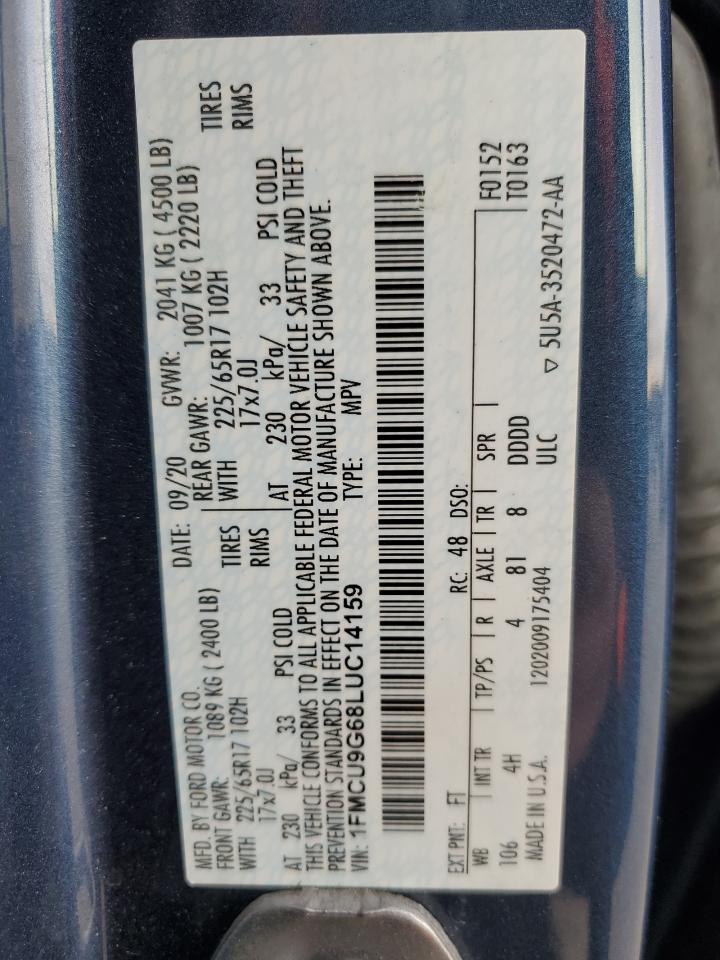 MFD. BY FORD MOTOR CO.
DATE: 09/20 GVWR: 2041 KG ( 4500 LB)
FRONT GAWR: 1089 KG ( 2400 LB)
REAR GAWR: 1007 KG ( 2220 LB)
WITH 225/65R17 102H TIRES
WITH 225/65R17 102H TIRES
17x7.0J RIMS
17x7.0J RIMS
AT 230 kPa/ 33 PSI COLD
AT 230 kPa/ 33 PSI COLD
THIS VEHICLE CONFORMS TO ALL APPLICABLE FEDERAL MOTOR VEHICLE SAFETY AND THEFT
PREVENTION STANDARDS IN EFFECT ON THE DATE OF MANUFACTURE SHOWN ABOVE.
VIN: 1FMCU9G68LUC14159 TYPE: MPV
EXT PNT: FT RC: 48 DSO: F0152
WB INT TR TP/PS R AXLE TR SPR T0163
106 4H 4 81 8 DDDD
MADE IN U.S.A. 1202009175404 ULC ▽ 5U5A-3520472-AA